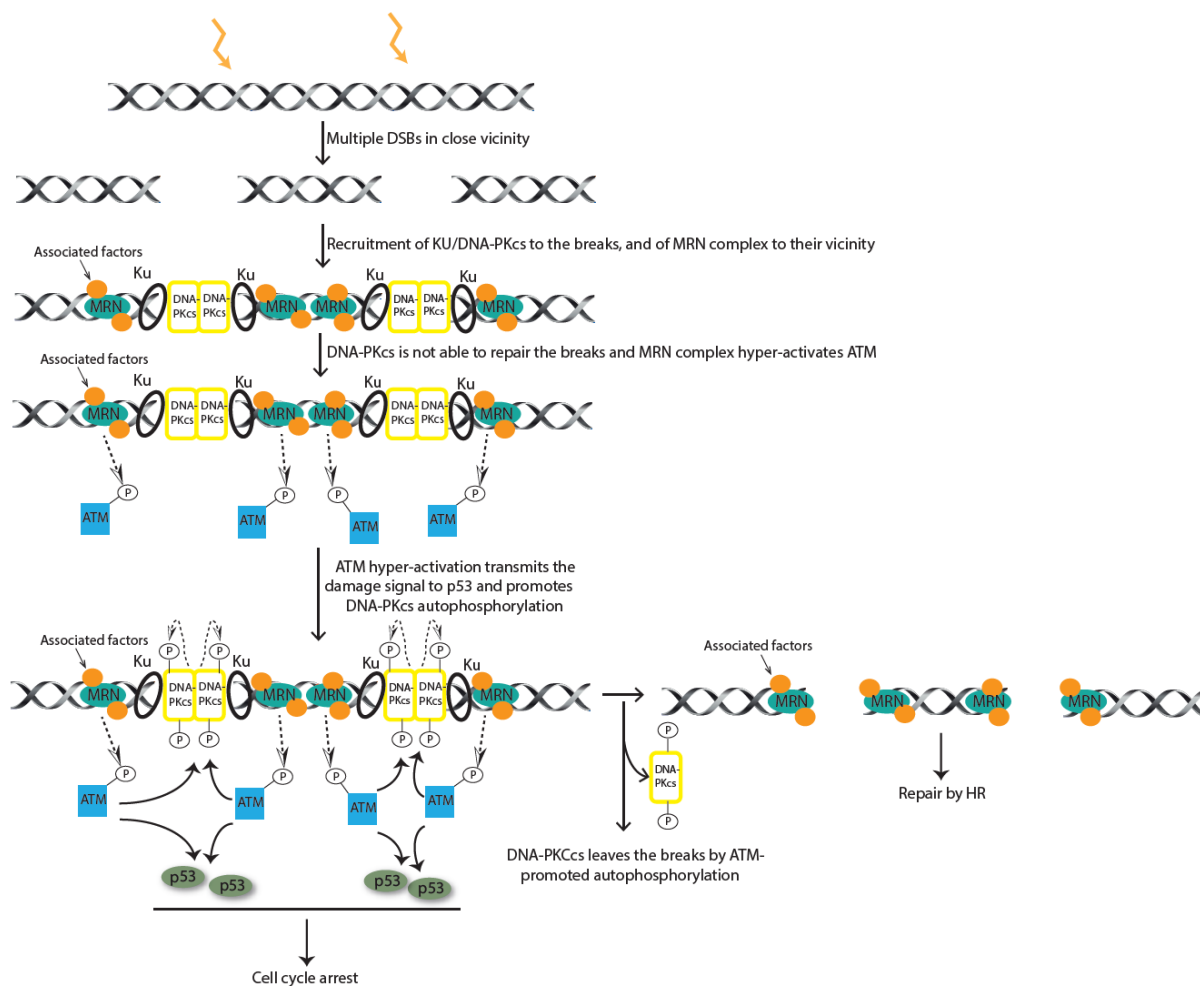 Multiple DSBs in close vicinity
Recruitment of KU/DNA-PKcs to the breaks, and of MRN complex to their vicinity
Associated factors
Ku
Ku
Ku
Ku
MRN
DNA-
PKcs
DNA-
PKcs
MRN
MRN
DNA-
PKcs
DNA-
PKcs
MRN
DNA-PKcs is not able to repair the breaks and MRN complex hyper-activates ATM
Associated factors
Ku
Ku
Ku
Ku
MRN
DNA-
PKcs
DNA-
PKcs
MRN
MRN
DNA-
PKcs
DNA-
PKcs
MRN
P
P
P
P
ATM
ATM
ATM
ATM
ATM hyper-activation transmits the
damage signal to p53 and promotes
DNA-PKcs autophosphorylation
Associated factors
P
P
P
P
Ku
Ku
Ku
Ku
MRN
DNA-
PKcs
DNA-
PKcs
MRN
MRN
DNA-
PKcs
DNA-
PKcs
MRN
P
P
P
P
P
P
P
P
ATM
ATM
ATM
ATM
p53
p53
p53
p53
Cell cycle arrest
Associated factors
MRN
MRN
MRN
MRN
P
DNA-
PKcs
P
Repair by HR
DNA-PKCcs leaves the breaks by ATM-
promoted autophosphorylation